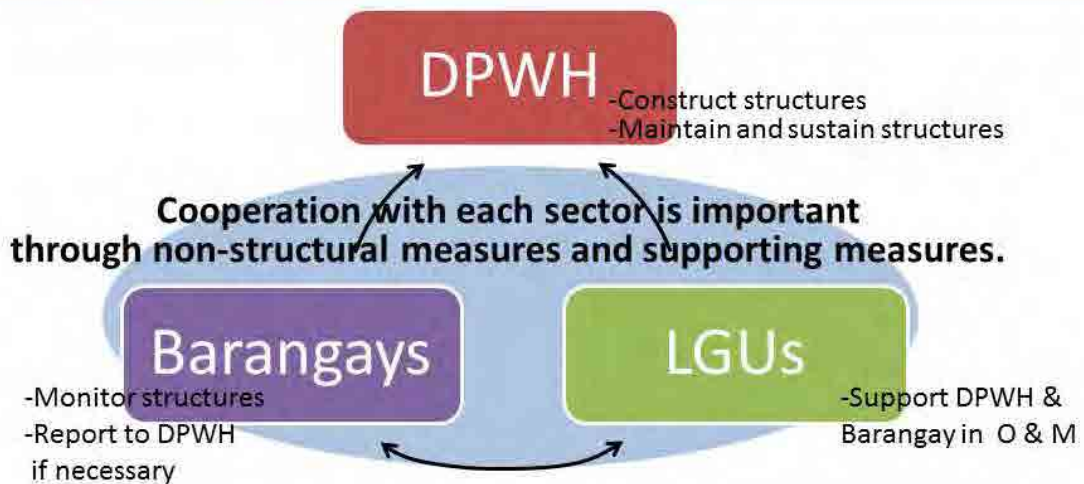 DPWH
-Construct structures
-Maintain and sustain structures
Cooperation with each sector is important
through non-structural measures and supporting measures.
Barangays
-Monitor structures
-Report to DPWH
if necessary
LGUs
-Support DPWH &
Barangay in O & M